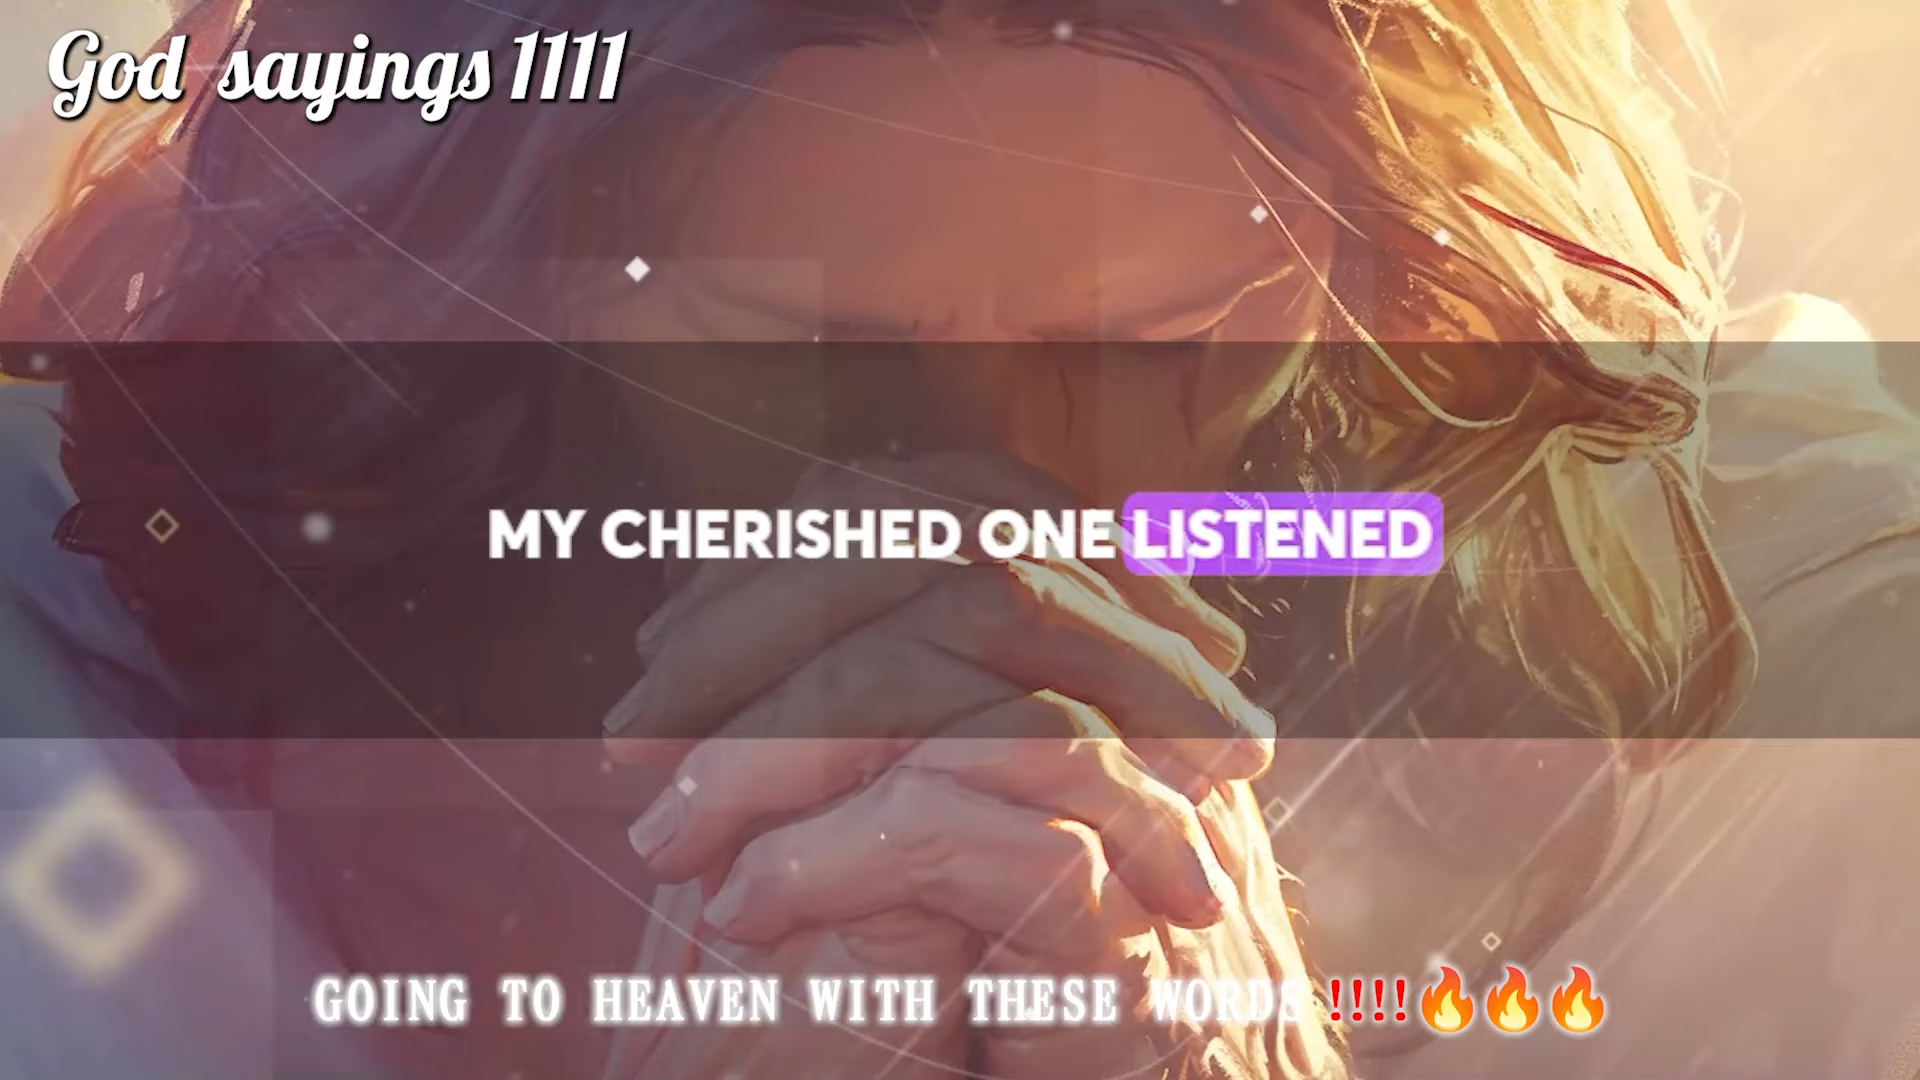 God sayings 1111
MY CHERISHED ONE LISTENED
GOING TO HEAVEN WITH THESE WORDS !!!!🔥🔥🔥